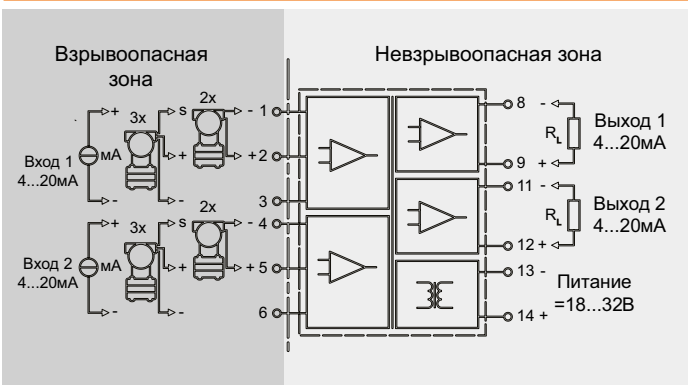 Взрывоопасная
зона
Невзрывоопасная зона
+ 3x s 2x - 1
мА + + 2
Вход 1
4...20мА
- - 3
8 -
RL
Выход 1
4...20мА
9 +
+ 3x s 2x - 4
мА + + 5
Вход 2
4...20мА
- - 6
11 -
RL
Выход 2
4...20мА
12 +
13 -
Питание
=18...32В
14 +